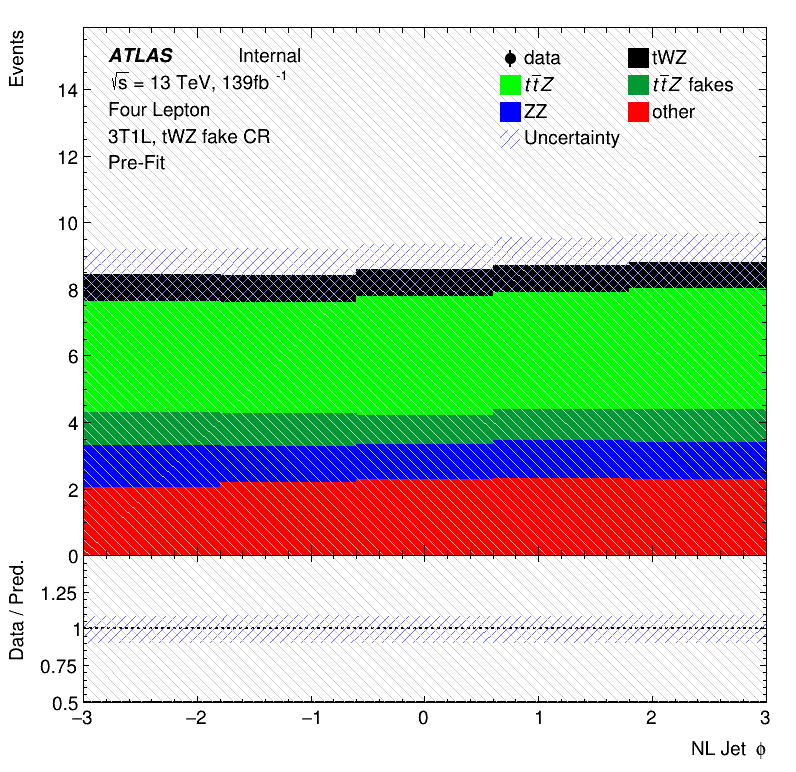 Events
ATLAS Internal
√s = 13 TeV, 139fb -1
Four Lepton
3T1L, tWZ fake CR
Pre-Fit
data
tWZ
tt̄Z
tt̄Z fakes
ZZ
other
Uncertainty
14
12
10
8
6
4
2
0
Data / Pred.
1.25
1
0.75
0.5
−3 −2 −1 0 1 2 3
NL Jet ϕ